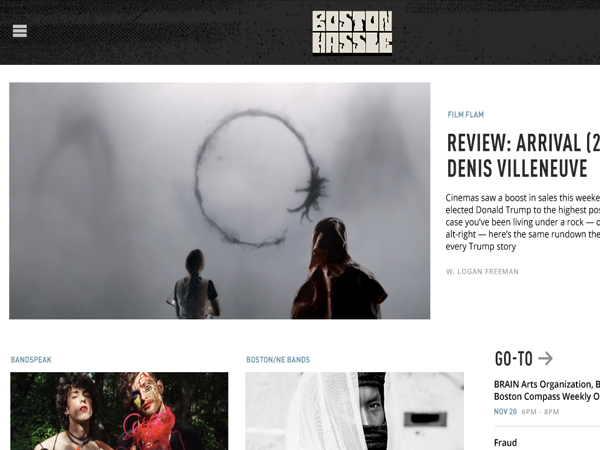 BOSTON
HASSLE
FILM FLAM
REVIEW: ARRIVAL (2
DENIS VILLENEUVE
Cinemas saw a boost in sales this weeke
elected Donald Trump to the highest pos
case you've been living under a rock — o
alt-right — here's the same rundown the
every Trump story
W. LOGAN FREEMAN
BANDSPEAK
BOSTON/NE BANDS
GO-TO →
BRAIN Arts Organization, B
Boston Compass Weekly O
NOV 20 6PM - 8PM
Fraud